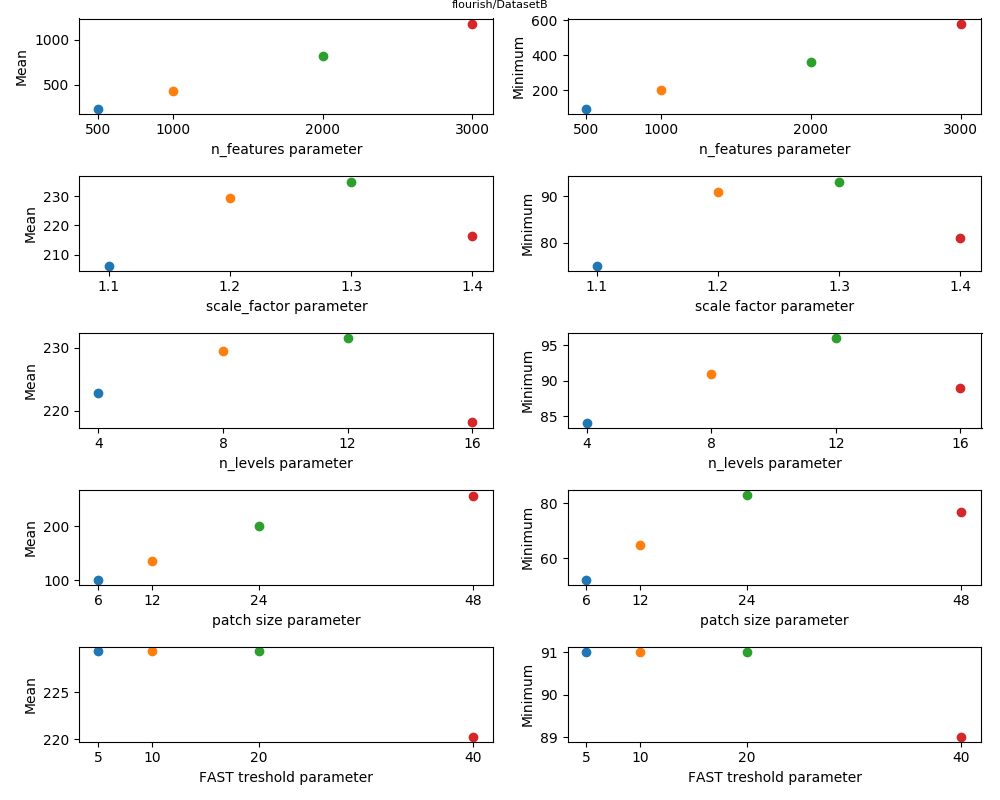 flourish/DatasetB
Mean
1000
500
500 1000 2000 3000
n_features parameter
Minimum
600
400
200
500 1000 2000 3000
n_features parameter
Mean
230
220
210
1.1 1.2 1.3 1.4
scale_factor parameter
Minimum
90
80
1.1 1.2 1.3 1.4
scale factor parameter
Mean
230
220
4 8 12 16
n_levels parameter
Minimum
95
90
85
4 8 12 16
n_levels parameter
Mean
200
100
6 12 24 48
patch size parameter
Minimum
80
60
6 12 24 48
patch size parameter
Mean
225
220
5 10 20 40
FAST treshold parameter
Minimum
91
90
89
5 10 20 40
FAST treshold parameter